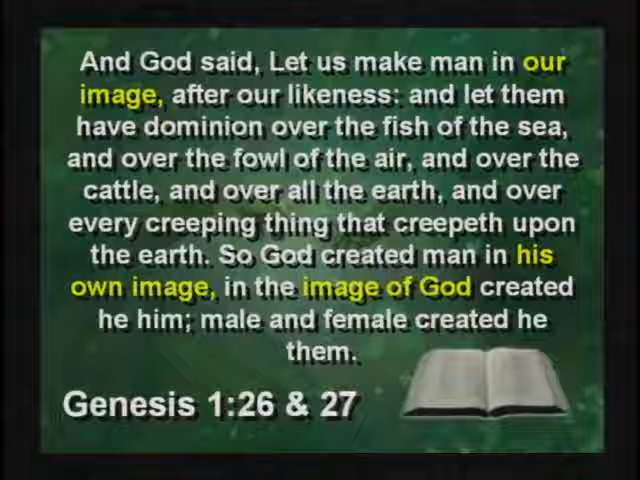 And God said, Let us make man in our
image, after our likeness: and let them
have dominion over the fish of the sea,
and over the fowl of the air, and over the
cattle, and over all the earth, and over
every creeping thing that creepeth upon
the earth. So God created man in his
own image, in the image of God created
he him; male and female created he
them.
Genesis 1:26 & 27